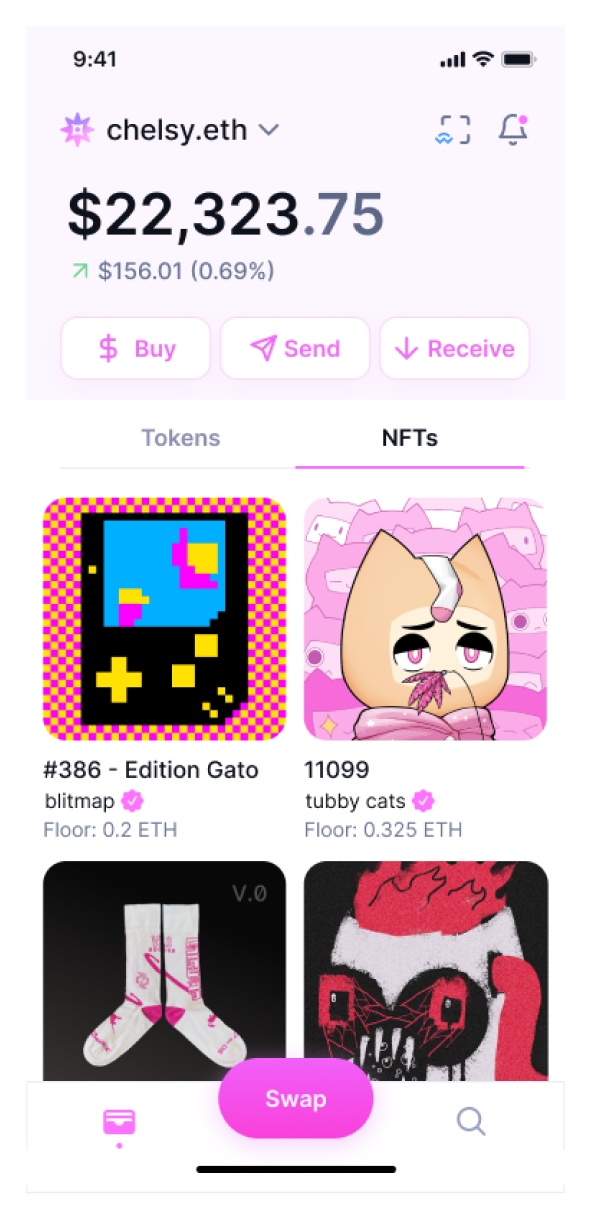 9:41
chelsy.eth
$22,323.75
$156.01 (0.69%)
Buy
Send
Receive
Tokens
NFTs
#386 - Edition Gato
blitmap
Floor: 0.2 ETH
11099
tubby cats
Floor: 0.325 ETH
V.0
Swap